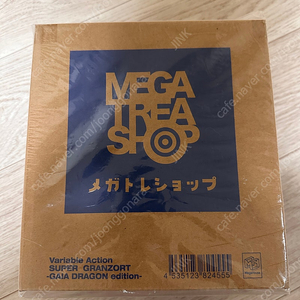 MEGA
TREA
SHOP
メガトレショップ
Variable Action
SUPER GRANZORT
-GAIA DRAGON edition-
4 535123 824555
JINK